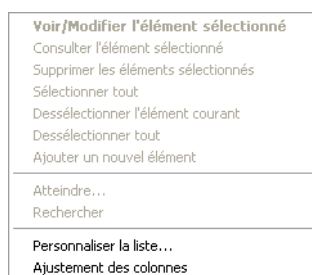 Voir/Modifier l'élément sélectionné
Consulter l'élément sélectionné
Supprimer les éléments sélectionnés
Sélectionner tout
Dessélectionner l'élément courant
Dessélectionner tout
Ajouter un nouvel élément
Atteindre...
Rechercher
Personnaliser la liste...
Ajustement des colonnes